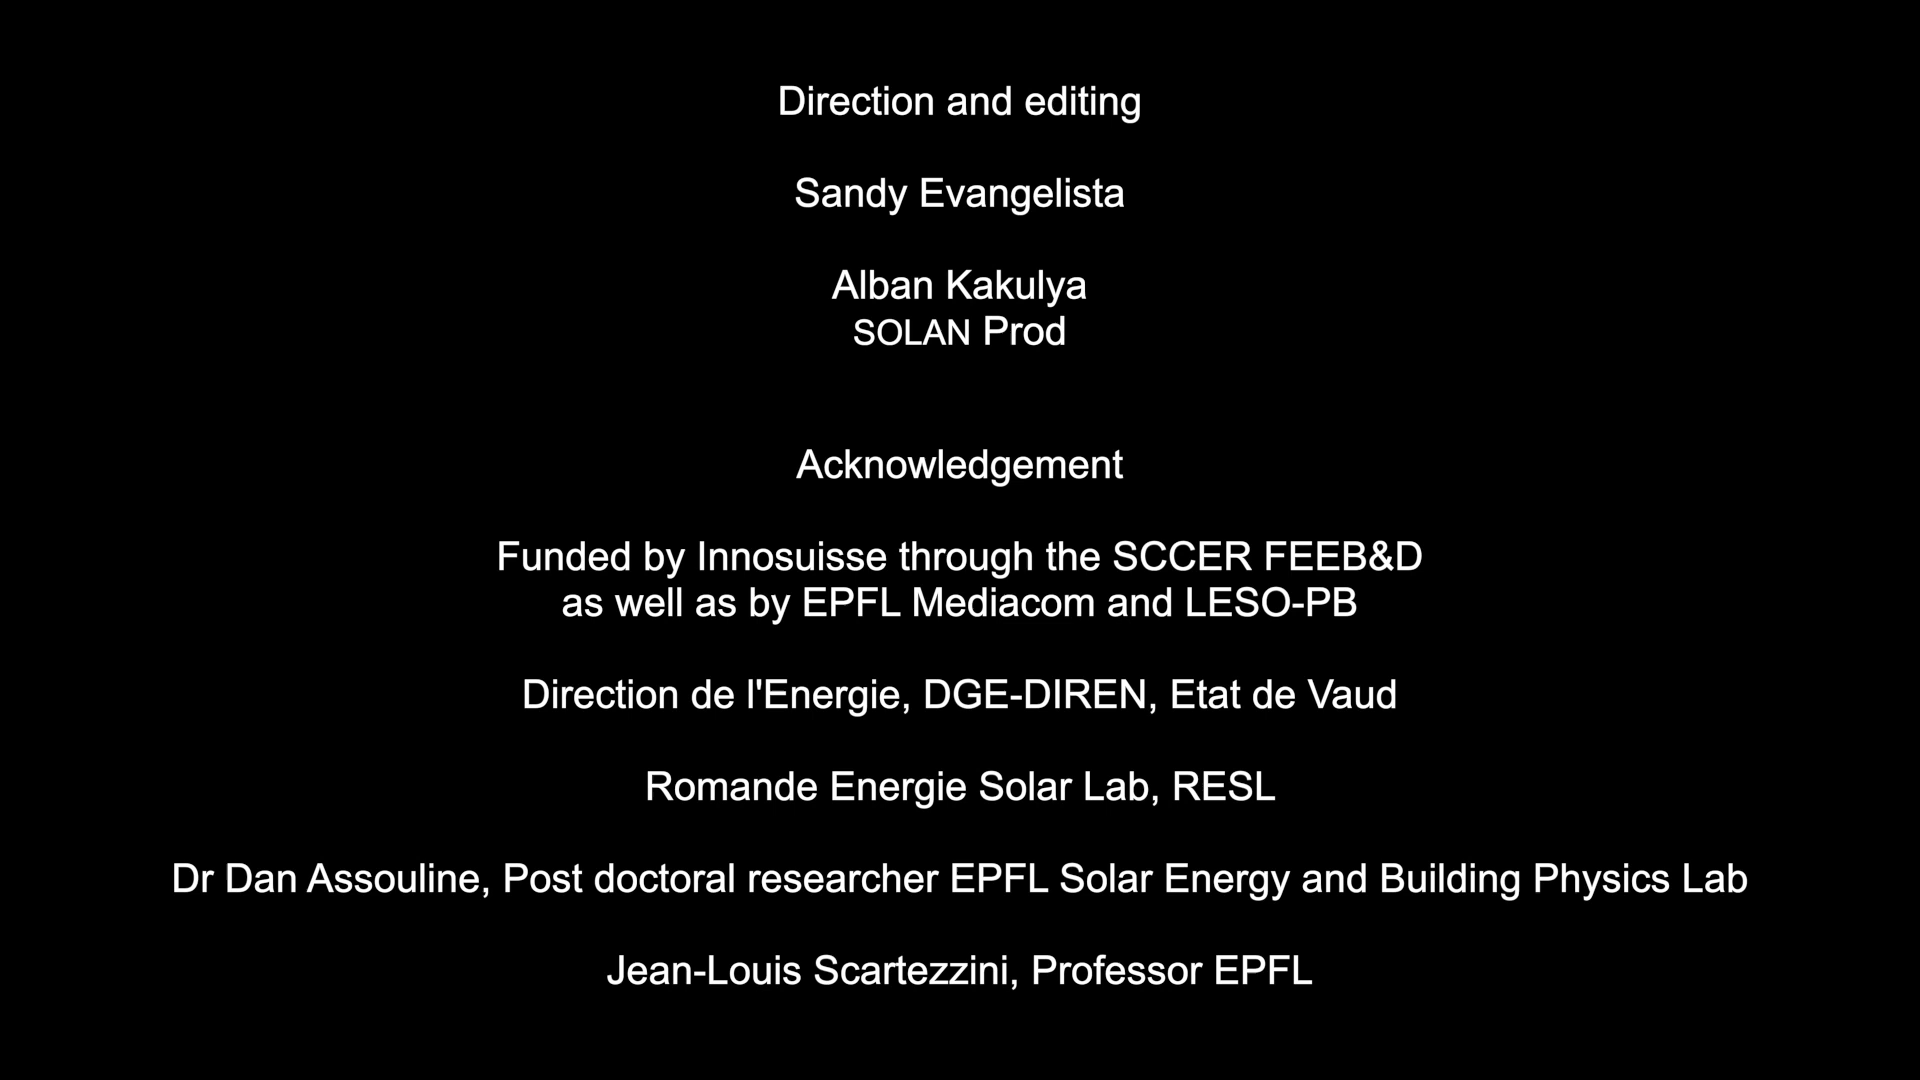 Direction and editing
Sandy Evangelista
Alban Kakulya
SOLAN Prod
Acknowledgement
Funded by Innosuisse through the SCCER FEEB&D
as well as by EPFL Mediacom and LESO-PB
Direction de l'Energie, DGE-DIREN, Etat de Vaud
Romande Energie Solar Lab, RESL
Dr Dan Assouline, Post doctoral researcher EPFL Solar Energy and Building Physics Lab
Jean-Louis Scartezzini, Professor EPFL